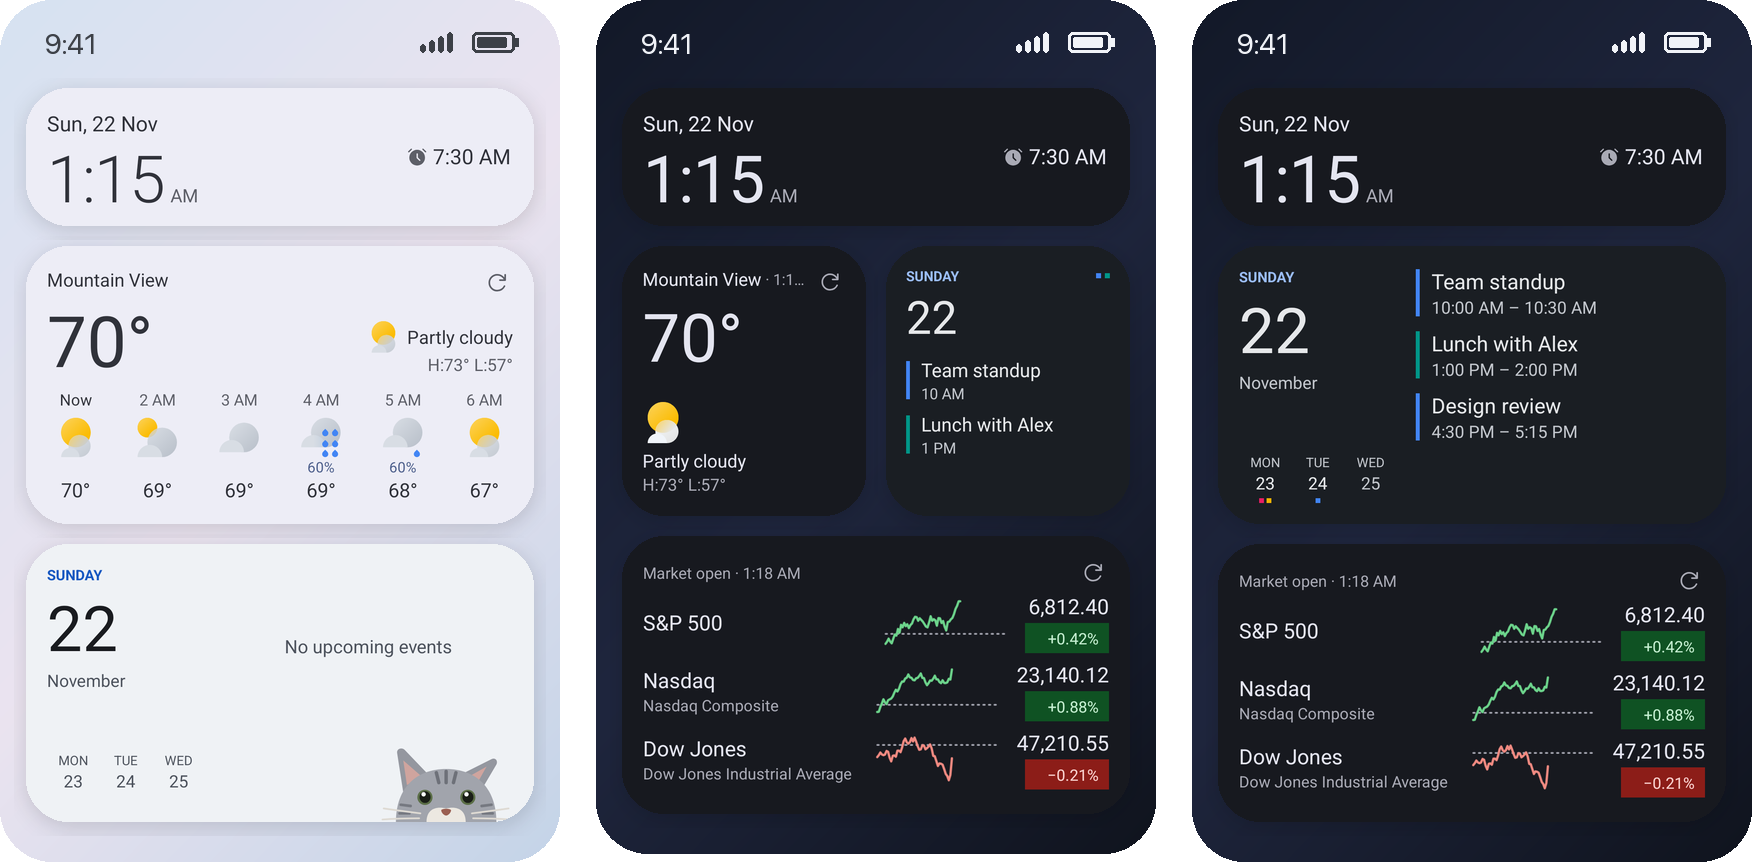 9:41
Sun, 22 Nov
1:15 AM
7:30 AM
Mountain View
70°
Partly cloudy
H:73° L:57°
Now 2 AM 3 AM 4 AM 5 AM 6 AM
60% 60%
70° 69° 69° 69° 68° 67°
SUNDAY
22
November
No upcoming events
MON TUE WED
23 24 25
9:41
Sun, 22 Nov
1:15 AM
7:30 AM
Mountain View · 1:1...
70°
Partly cloudy
H:73° L:57°
SUNDAY
22
Team standup
10 AM
Lunch with Alex
1 PM
Market open · 1:18 AM
S&P 500
6,812.40
+0.42%
Nasdaq
Nasdaq Composite
23,140.12
+0.88%
Dow Jones
Dow Jones Industrial Average
47,210.55
−0.21%
9:41
Sun, 22 Nov
1:15 AM
7:30 AM
SUNDAY
22
November
Team standup
10:00 AM – 10:30 AM
Lunch with Alex
1:00 PM – 2:00 PM
Design review
4:30 PM – 5:15 PM
MON TUE WED
23 24 25
Market open · 1:18 AM
S&P 500
6,812.40
+0.42%
Nasdaq
Nasdaq Composite
23,140.12
+0.88%
Dow Jones
Dow Jones Industrial Average
47,210.55
−0.21%